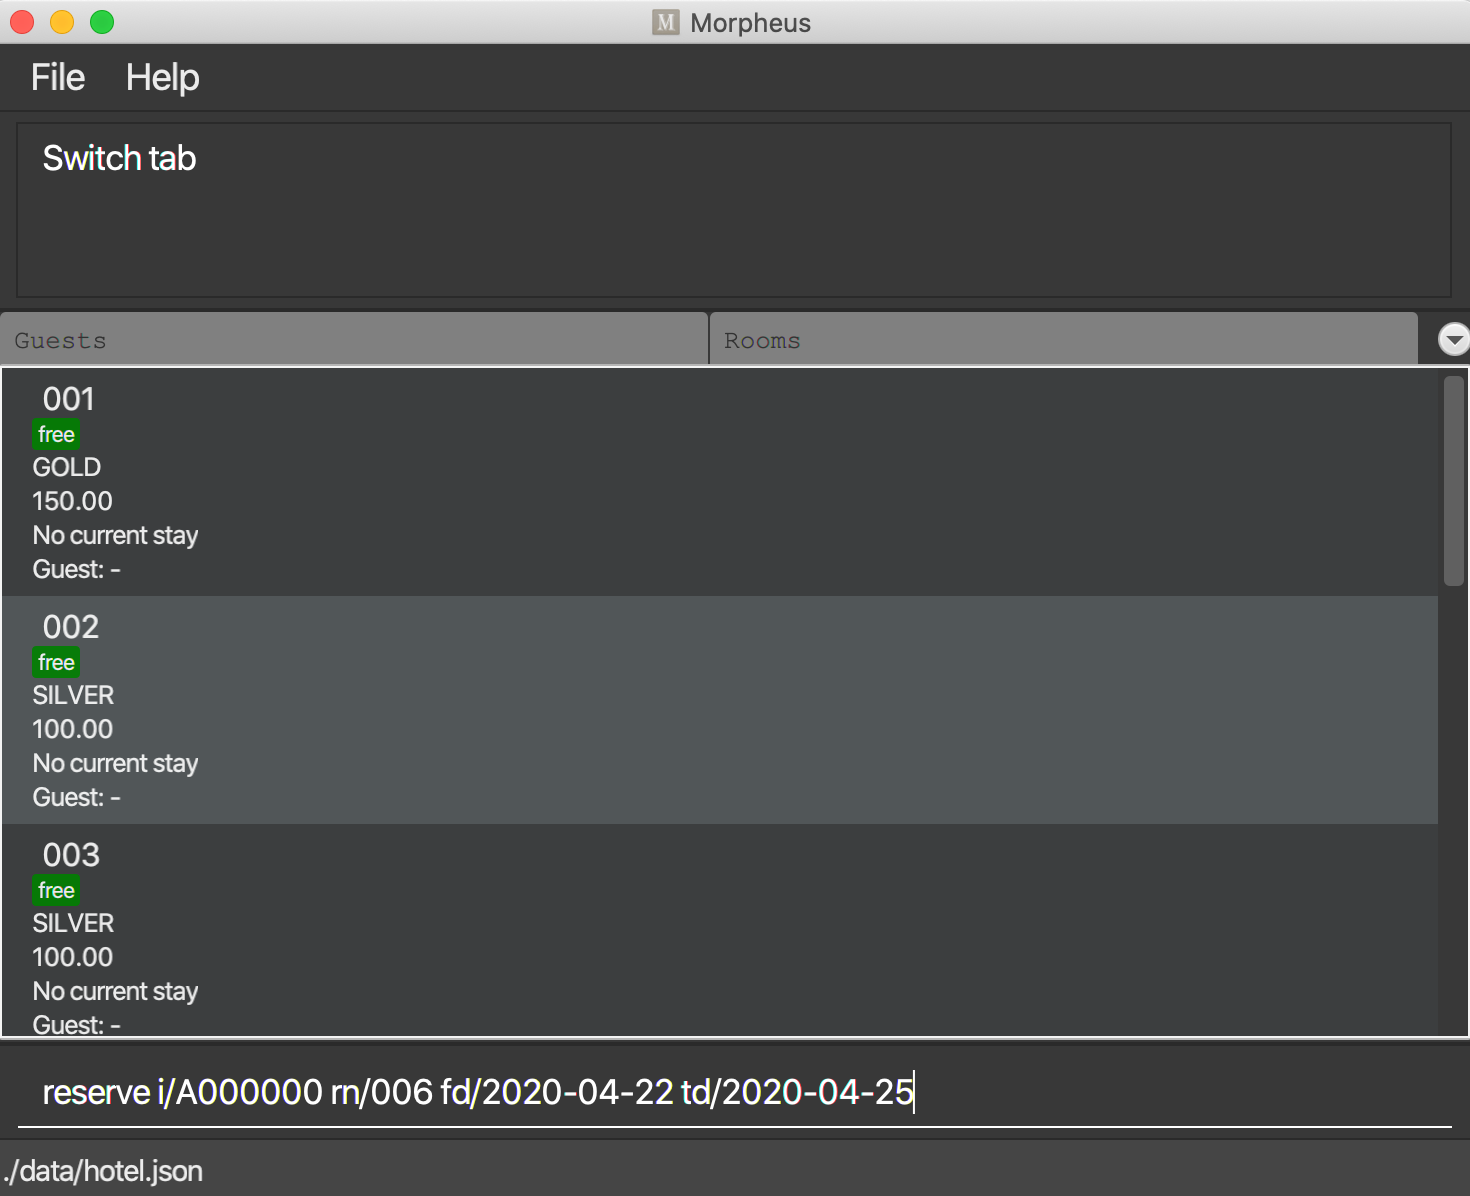 M Morpheus
File Help
Switch tab
Guests Rooms
001
free
GOLD
150.00
No current stay
Guest: -
002
free
SILVER
100.00
No current stay
Guest: -
003
free
SILVER
100.00
No current stay
Guest: -
reserve i/A000000 rn/006 fd/2020-04-22 td/2020-04-25
./data/hotel.json